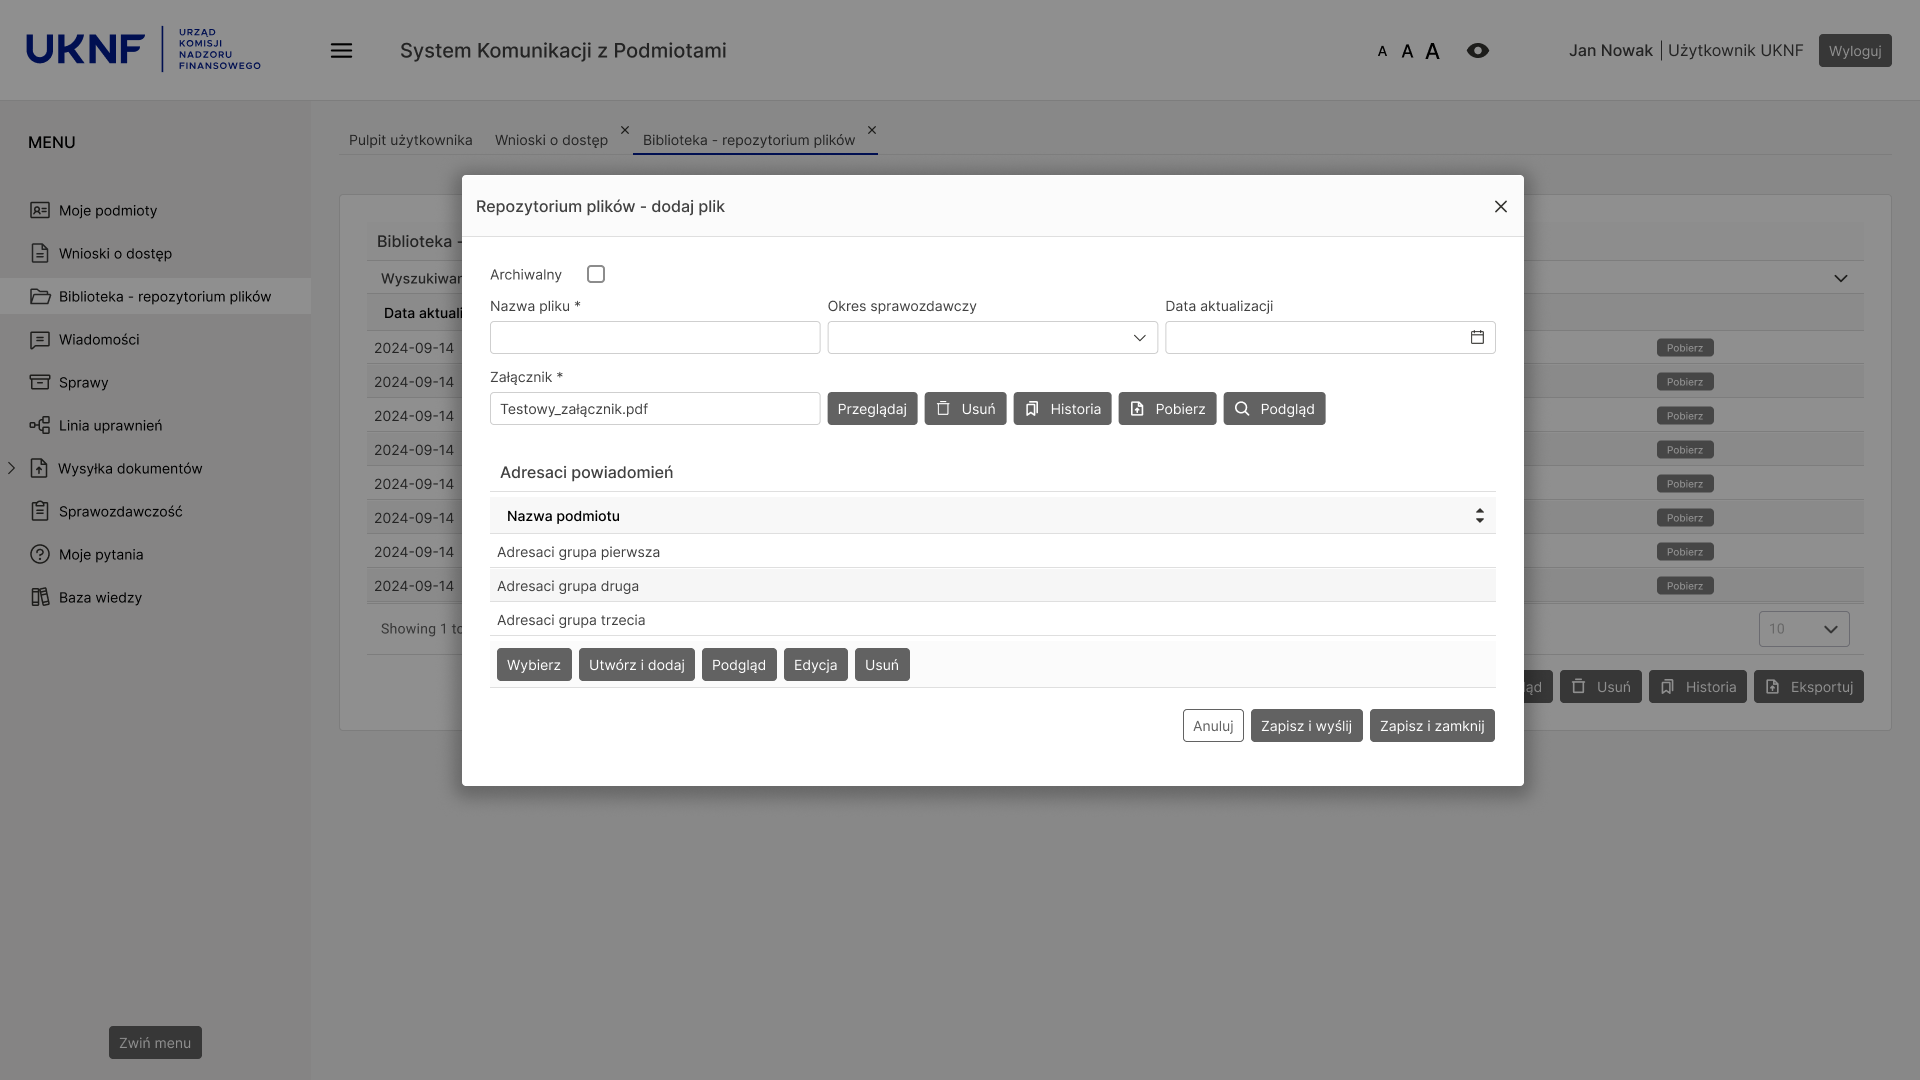 UKNF
URZĄD
KOMISJI
NADZORU
FINANSOWEGO
System Komunikacji z Podmiotami
A A A
Jan Nowak | Użytkownik UKNF
Wyloguj
MENU
Moje podmioty
Wnioski o dostęp
Biblioteka - repozytorium plików
Wiadomości
Sprawy
Linia uprawnień
Wysyłka dokumentów
Sprawozdawczość
Moje pytania
Baza wiedzy
Zwiń menu
Pulpit użytkownika
Wnioski o dostęp
Biblioteka - repozytorium plików
Biblioteka -
Data aktuali
2024-09-14
2024-09-14
2024-09-14
2024-09-14
2024-09-14
2024-09-14
2024-09-14
2024-09-14
Showing 1
Repozytorium plików - dodaj plik
Archiwalny
Nazwa pliku *
Okres sprawozdawczy
Data aktualizacji
Załącznik *
Testowy_załącznik.pdf
Przeglądaj
Usuń
Historia
Pobierz
Podgląd
Adresaci powiadomień
Nazwa podmiotu
Adresaci grupa pierwsza
Adresaci grupa druga
Adresaci grupa trzecia
Wybierz
Utwórz i dodaj
Podgląd
Edycja
Usuń
Anuluj
Zapisz i wyślij
Zapisz i zamknij
Pobierz
Pobierz
Pobierz
Pobierz
Pobierz
Pobierz
Pobierz
Pobierz
10
Usuń
Historia
Eksportuj